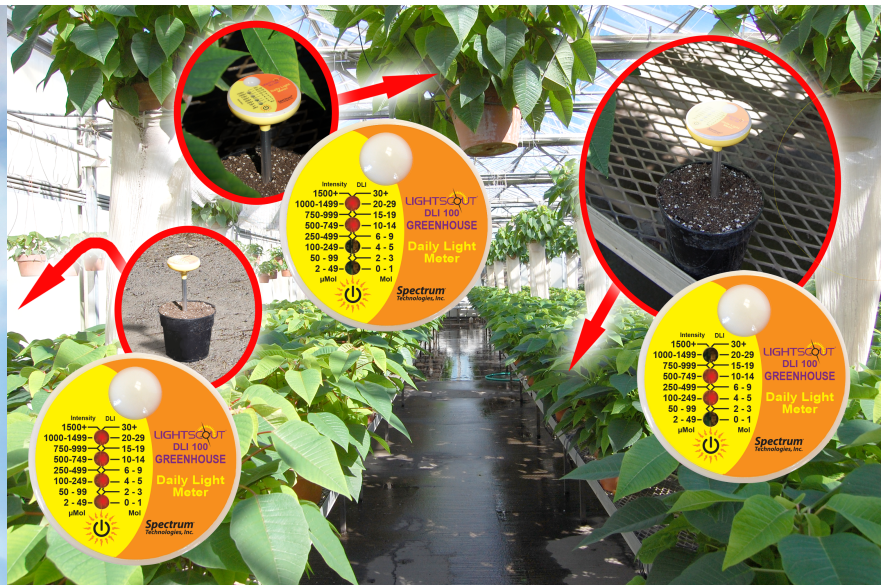 Intensity DLI
1500+ 30+
1000-1499 20-29
750-999 15-19
500-749 10-14
250-499 6 - 9
100-249 4 - 5
50 - 99 2 - 3
2 - 49 0 - 1
µMol Mol
LIGHTSCOUT
DLI 100
GREENHOUSE
Daily Light
Meter
Spectrum
Technologies, Inc.
Intensity DLI
1500+ 30+
1000-1499 20-29
750-999 15-19
500-749 10-14
250-499 6 - 9
100-249 4 - 5
50 - 99 2 - 3
2 - 49 0 - 1
µMol Mol
LIGHTSCOUT
DLI 100
GREENHOUSE
Daily Light
Meter
Spectrum
Technologies, Inc.
Intensity DLI
1500+ 30+
1000-1499 20-29
750-999 15-19
500-749 10-14
250-499 6 - 9
100-249 4 - 5
50 - 99 2 - 3
2 - 49 0 - 1
µMol Mol
LIGHTSCOUT
DLI 100
GREENHOUSE
Daily Light
Meter
Spectrum
Technologies, Inc.